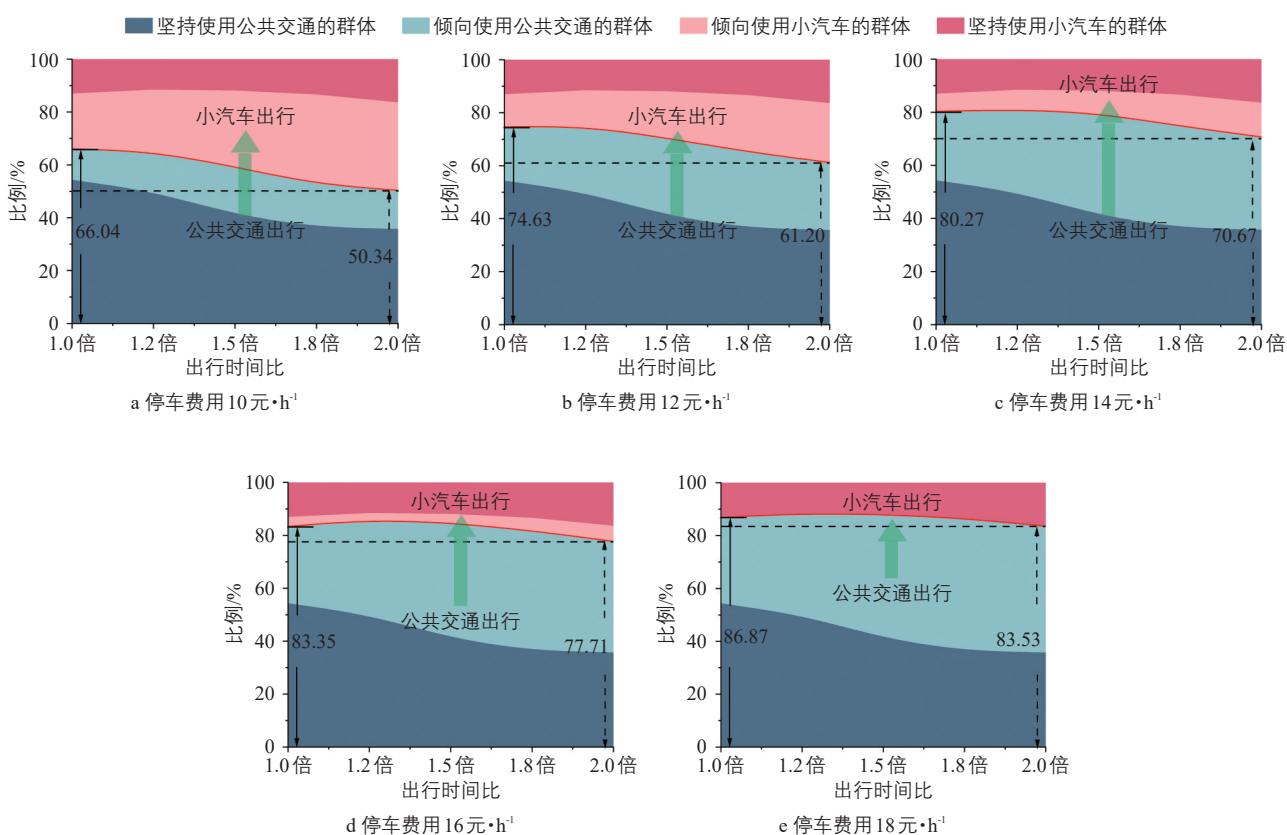 坚持使用公共交通的群体 倾向使用公共交通的群体 倾向使用小汽车的群体 坚持使用小汽车的群体
100
80
60
40
20
0
比例/%
小汽车出行
公共交通出行
66.04
50.34
1.0倍 1.2倍 1.5倍 1.8倍 2.0倍
出行时间比
a 停车费用10元·h-1
100
80
60
40
20
0
比例/%
小汽车出行
公共交通出行
74.63
61.20
1.0倍 1.2倍 1.5倍 1.8倍 2.0倍
出行时间比
b 停车费用12元·h-1
100
80
60
40
20
0
比例/%
小汽车出行
公共交通出行
80.27
70.67
1.0倍 1.2倍 1.5倍 1.8倍 2.0倍
出行时间比
c 停车费用14元·h-1
100
80
60
40
20
0
比例/%
小汽车出行
公共交通出行
83.35
77.71
1.0倍 1.2倍 1.5倍 1.8倍 2.0倍
出行时间比
d 停车费用16元·h-1
100
80
60
40
20
0
比例/%
小汽车出行
公共交通出行
86.87
83.53
1.0倍 1.2倍 1.5倍 1.8倍 2.0倍
出行时间比
e 停车费用18元·h-1